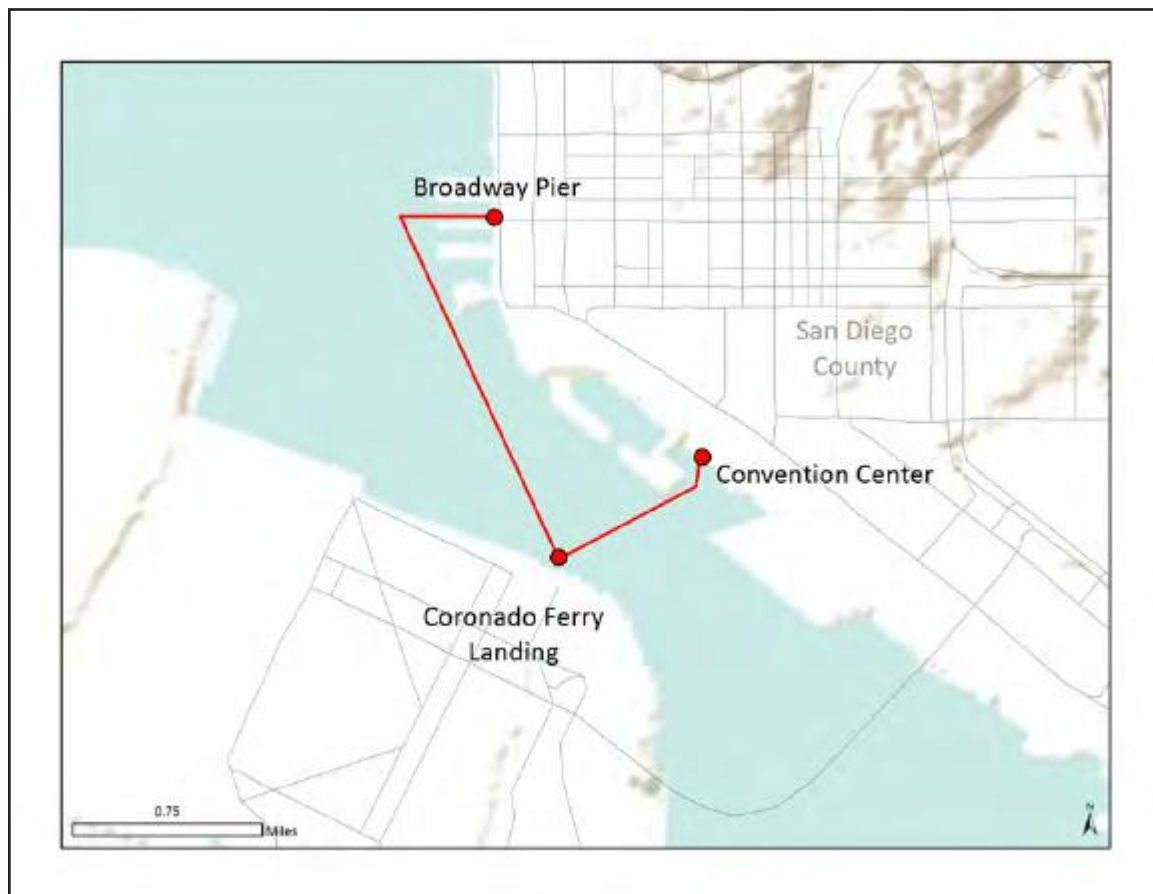 Broadway Pier
San Diego
County
Convention Center
Coronado Ferry
Landing
0.75
Miles
N